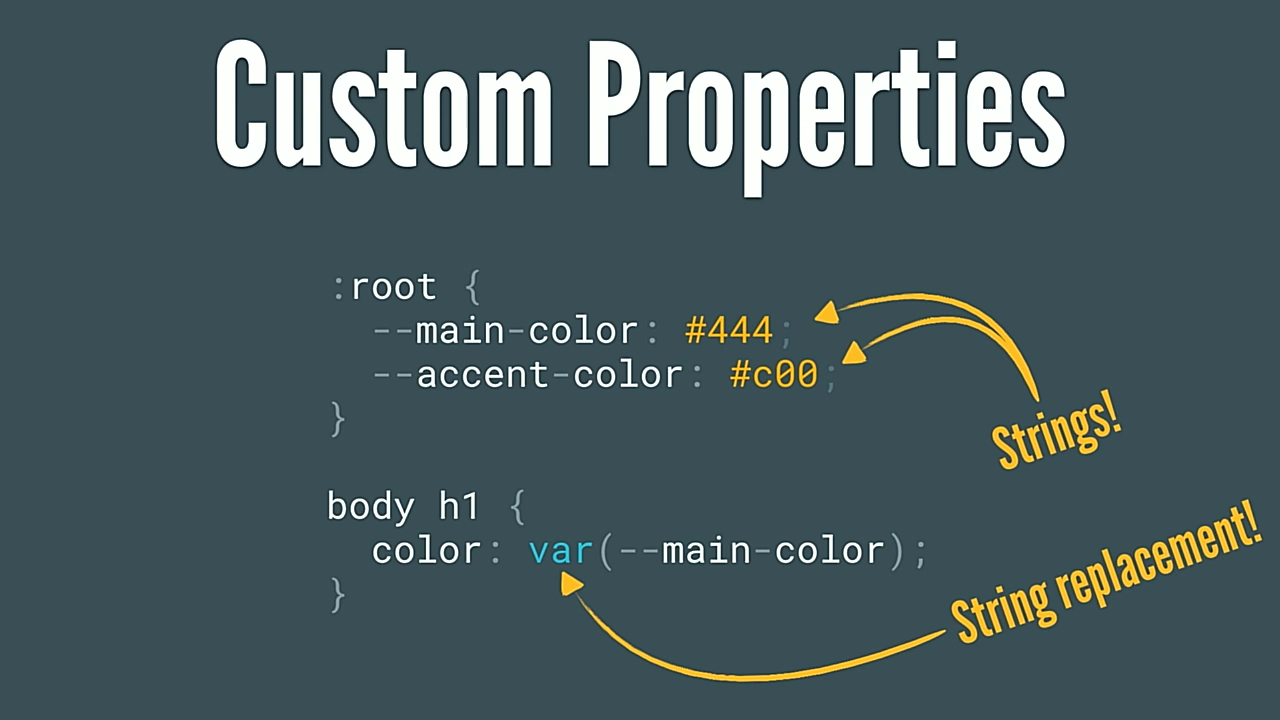 Custom Properties
:root {
--main-color: #444;
--accent-color: #c00;
}
Strings!
body h1 {
color: var(--main-color);
}
String replacement!